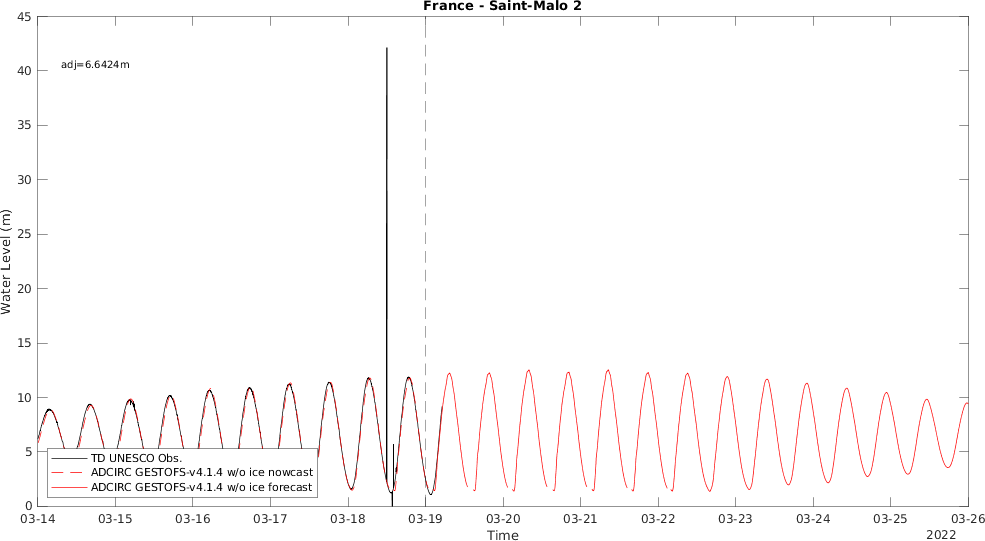 France - Saint-Malo 2
adj=6.6424m
Water Level (m)
45
40
35
30
25
20
15
10
5
0
TD UNESCO Obs.
ADCIRC GESTOFS-v4.1.4 w/o ice nowcast
ADCIRC GESTOFS-v4.1.4 w/o ice forecast
03-14 03-15 03-16 03-17 03-18 03-19 03-20 03-21 03-22 03-23 03-24 03-25 03-26
Time
2022